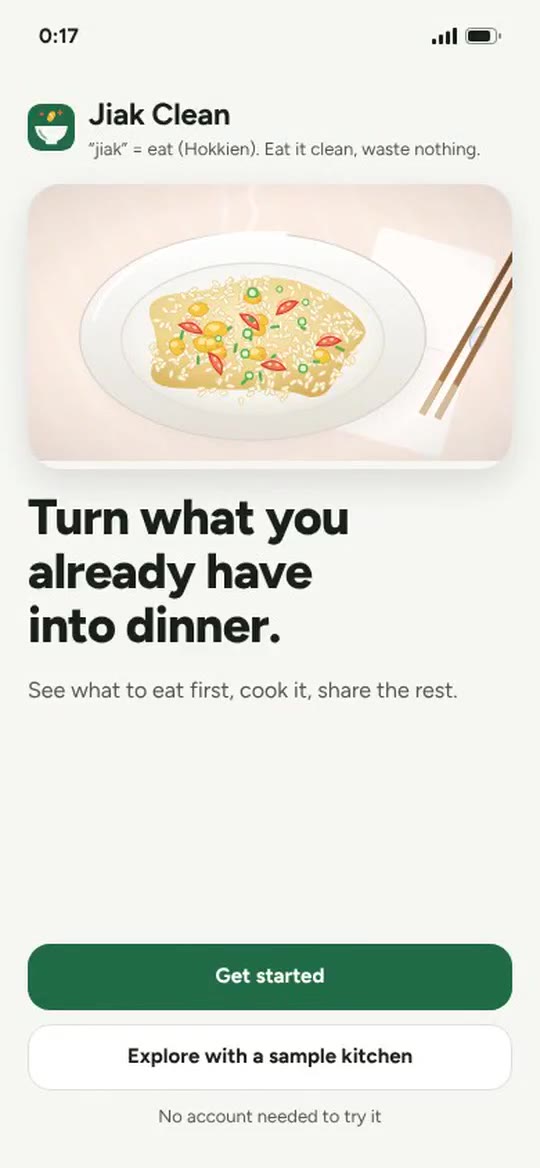 0:17
Jiak Clean
"jiak" = eat (Hokkien). Eat it clean, waste nothing.
Turn what you
already have
into dinner.
See what to eat first, cook it, share the rest.
Get started
Explore with a sample kitchen
No account needed to try it